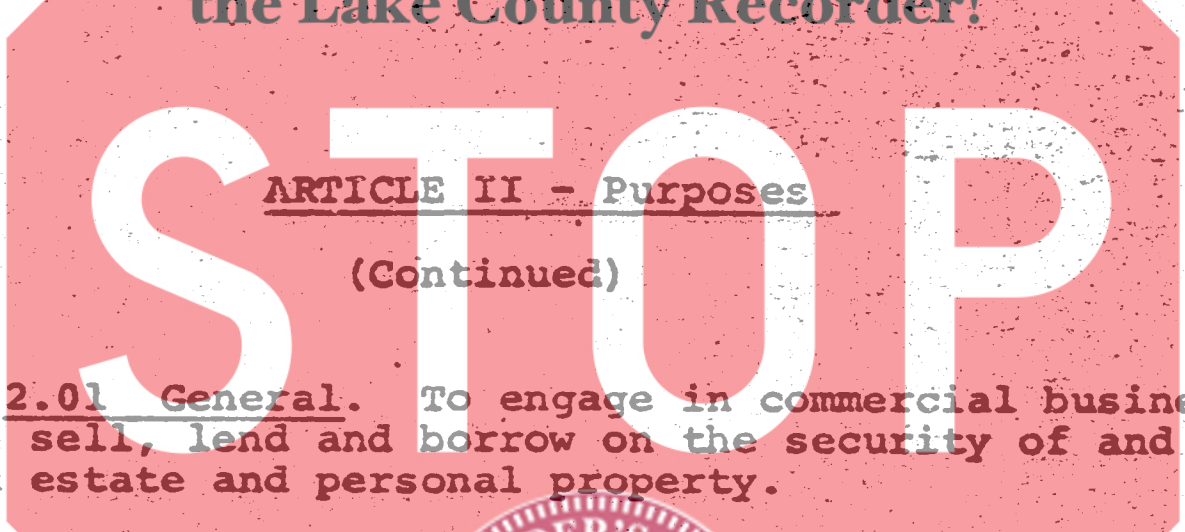 the Lake County Recorder!
STOP
ARTICLE II - Purposes
(Continued)
2.01 General. To engage in commercial
sell, lend and borrow on the security of and
estate and personal property.